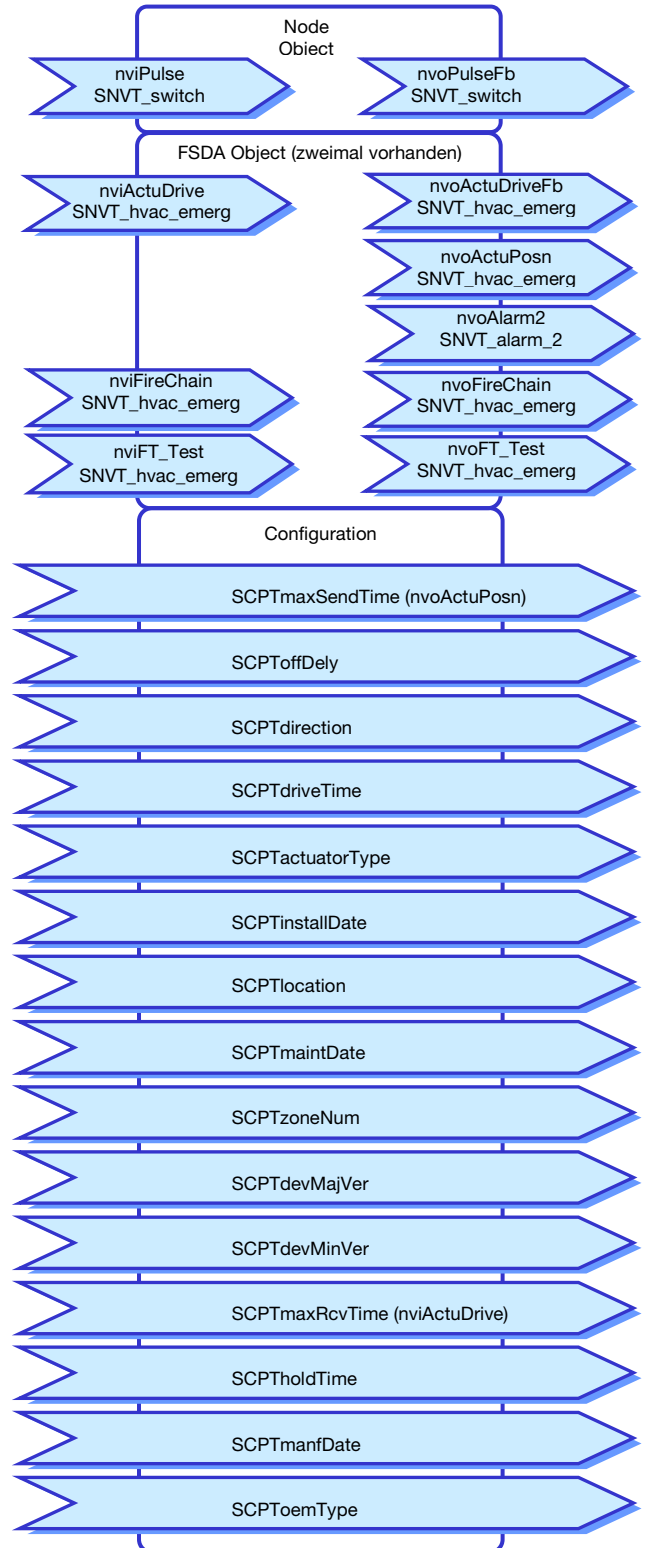 Node
Object
nviPulse
SNVT_switch
nvoPulseFb
SNVT_switch
FSDA Object (zweimal vorhanden)
nviActuDrive
SNVT_hvac_emerg
nvoActuDriveFb
SNVT_hvac_emerg
nvoActuPosn
SNVT_hvac_emerg
nvoAlarm2
SNVT_alarm_2
nviFireChain
SNVT_hvac_emerg
nvoFireChain
SNVT_hvac_emerg
nviFT_Test
SNVT_hvac_emerg
nvoFT_Test
SNVT_hvac_emerg
Configuration
SCPTmaxSendTime (nvoActuPosn)
SCPToffDely
SCPTdirection
SCPTdriveTime
SCPTactuatorType
SCPTinstallDate
SCPTlocation
SCPTmaintDate
SCPTzoneNum
SCPTdevMajVer
SCPTdevMinVer
SCPTmaxRcvTime (nviActuDrive)
SCPTholdTime
SCPTmanfDate
SCPToemType